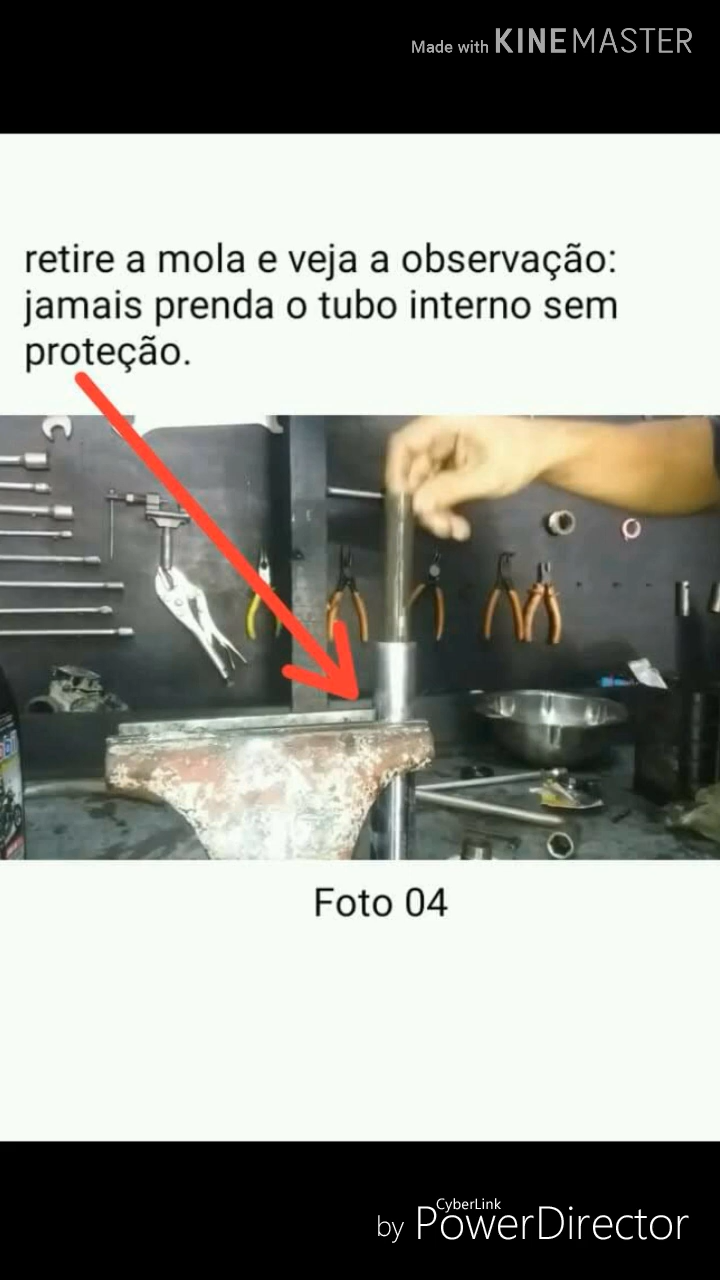 Made with KINEMASTER
retire a mola e veja a observação:
jamais prenda o tubo interno sem
proteção.
Foto 04
CyberLink
by PowerDirector